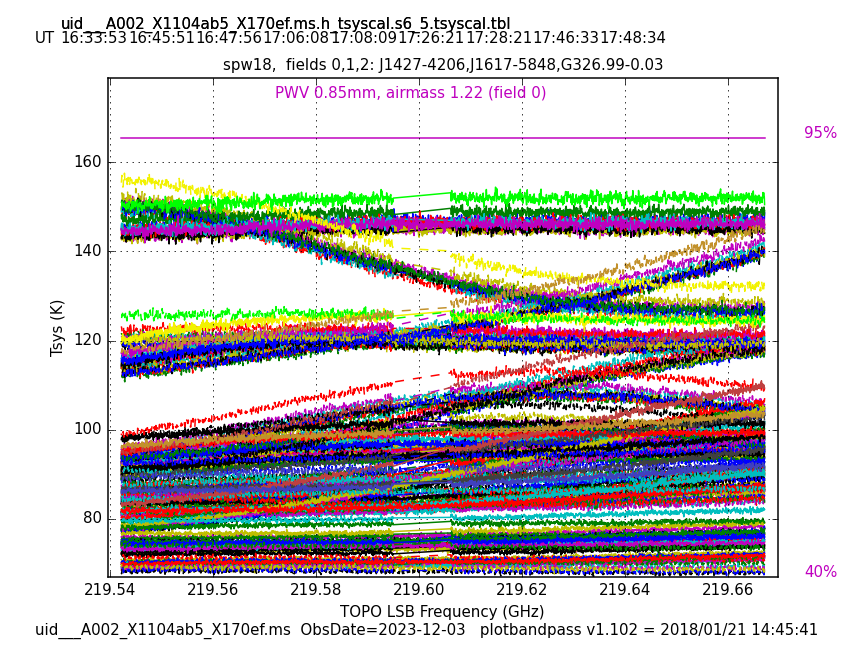 uid___A002_X1104ab5_X170ef.ms.h_tsyscal.s6_5.tsyscal.tbl
UT 16:33:53 16:45:51 16:47:56 17:06:08 17:08:09 17:26:21 17:28:21 17:46:33 17:48:34
spw18,  fields 0,1,2: J1427-4206,J1617-5848,G326.99-0.03
PWV 0.85mm, airmass 1.22 (field 0)
95%
160
140
120
100
80
Tsys (K)
40%
219.54 219.56 219.58 219.60 219.62 219.64 219.66
TOPO LSB Frequency (GHz)
uid___A002_X1104ab5_X170ef.ms  ObsDate=2023-12-03   plotbandpass v1.102 = 2018/01/21 14:45:41